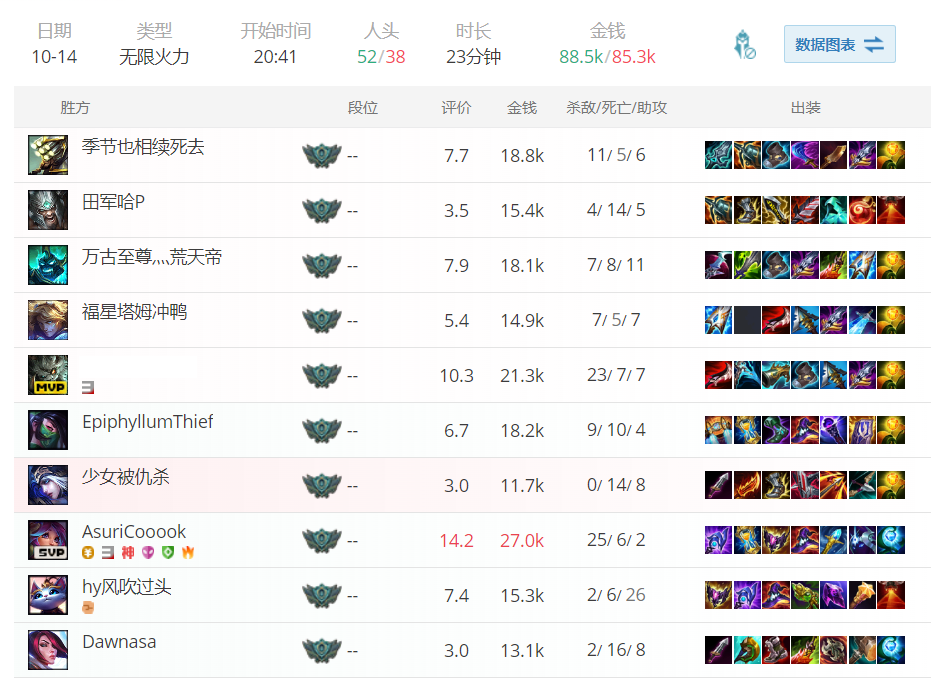 日期 类型 开始时间 人头 时长 金钱
10-14 无限火力 20:41 52/38 23分钟 88.5k/85.3k
数据图表
胜方 段位 评价 金钱 杀敌/死亡/助攻 出装
季节也相续死去 -- 7.7 18.8k 11/ 5/ 6
田军哈P -- 3.5 15.4k 4/ 14/ 5
万古至尊灬荒天帝 -- 7.9 18.1k 7/ 8/ 11
福星塔姆冲鸭 -- 5.4 14.9k 7/ 5/ 7
MVP 三 -- 10.3 21.3k 23/ 7/ 7
EpiphyllumThief -- 6.7 18.2k 9/ 10/ 4
少女被仇杀 -- 3.0 11.7k 0/ 14/ 8
AsuriCooook -- 14.2 27.0k 25/ 6/ 2
SVP 三 神
hy风吹过头 -- 7.4 15.3k 2/ 6/ 26
Dawnasa -- 3.0 13.1k 2/ 16/ 8